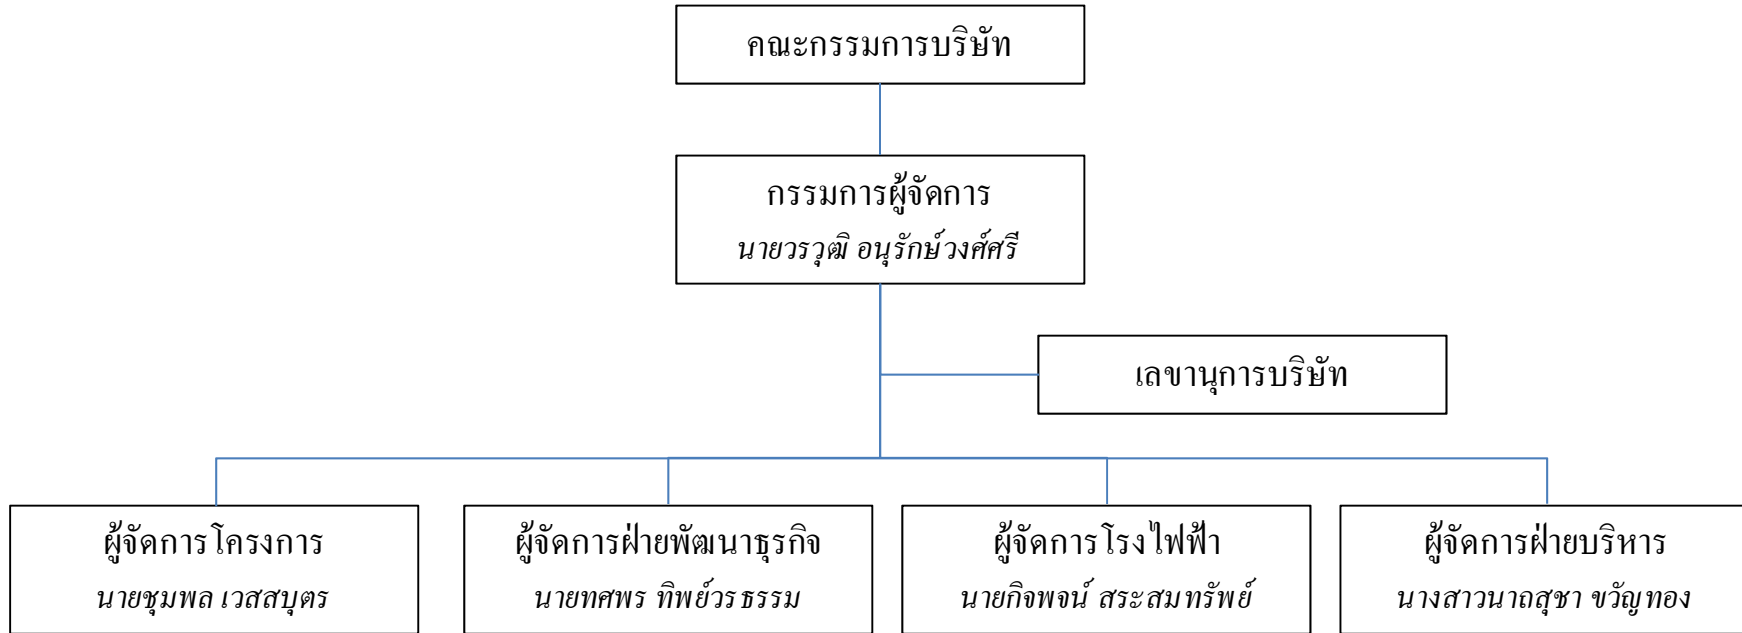 คณะกรรมการบริษัท
กรรมการผู้จัดการ
นายวรวุฒิ อนุรักษ์วงศ์ศรี
เลขานุการบริษัท
ผู้จัดการโครงการ
นายชุมพล เวสสบุตร
ผู้จัดการฝ่ายพัฒนาธุรกิจ
นายทศพร ทิพย์วรธรรม
ผู้จัดการโรงไฟฟ้า
นายกิจพจน์ สระสมทรัพย์
ผู้จัดการฝ่ายบริหาร
นางสาวนาถสุชา ขวัญทอง